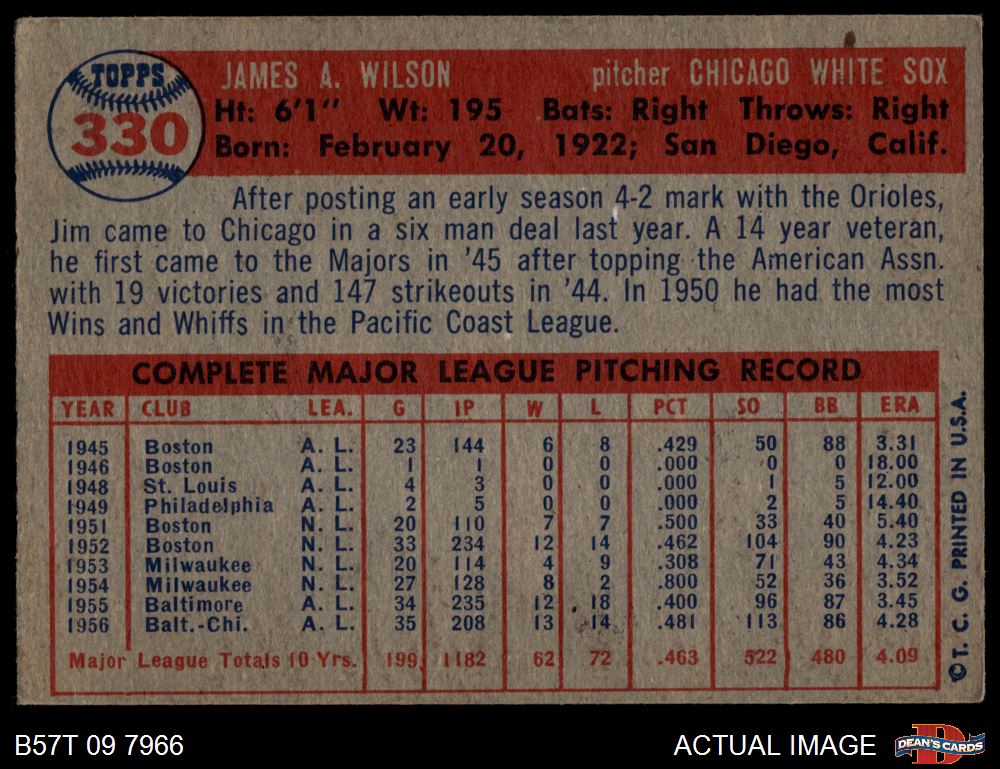 TOPPS
330
JAMES A. WILSON pitcher CHICAGO WHITE SOX
Ht: 6'1" Wt: 195 Bats: Right Throws: Right
Born: February 20, 1922; San Diego, Calif.
After posting an early season 4-2 mark with the Orioles,
Jim came to Chicago in a six man deal last year. A 14 year veteran,
he first came to the Majors in '45 after topping the American Assn.
with 19 victories and 147 strikeouts in '44. In 1950 he had the most
Wins and Whiffs in the Pacific Coast League.
COMPLETE MAJOR LEAGUE PITCHING RECORD
YEAR CLUB LEA. G IP W L PCT SO BB ERA
1945 Boston A. L. 23 144 6 8 .429 50 88 3.31
1946 Boston A. L. 1 1 0 0 .000 0 0 18.00
1948 St. Louis A. L. 4 3 0 0 .000 1 5 12.00
1949 Philadelphia A. L. 2 5 0 0 .000 2 5 14.40
1951 Boston N. L. 20 110 7 7 .500 33 40 5.40
1952 Boston N. L. 33 234 12 14 .462 104 90 4.23
1953 Milwaukee N. L. 20 114 4 9 .308 71 43 4.34
1954 Milwaukee N. L. 27 128 8 2 .800 52 36 3.52
1955 Baltimore A. L. 34 235 12 18 .400 96 87 3.45
1956 Balt.-Chi. A. L. 35 208 13 14 .481 113 86 4.28
Major League Totals 10 Yrs. 199 1182 62 72 .463 522 480 4.09
© T. C. G. PRINTED IN U.S.A.
B57T 09 7966 ACTUAL IMAGE
DEAN'S CARDS